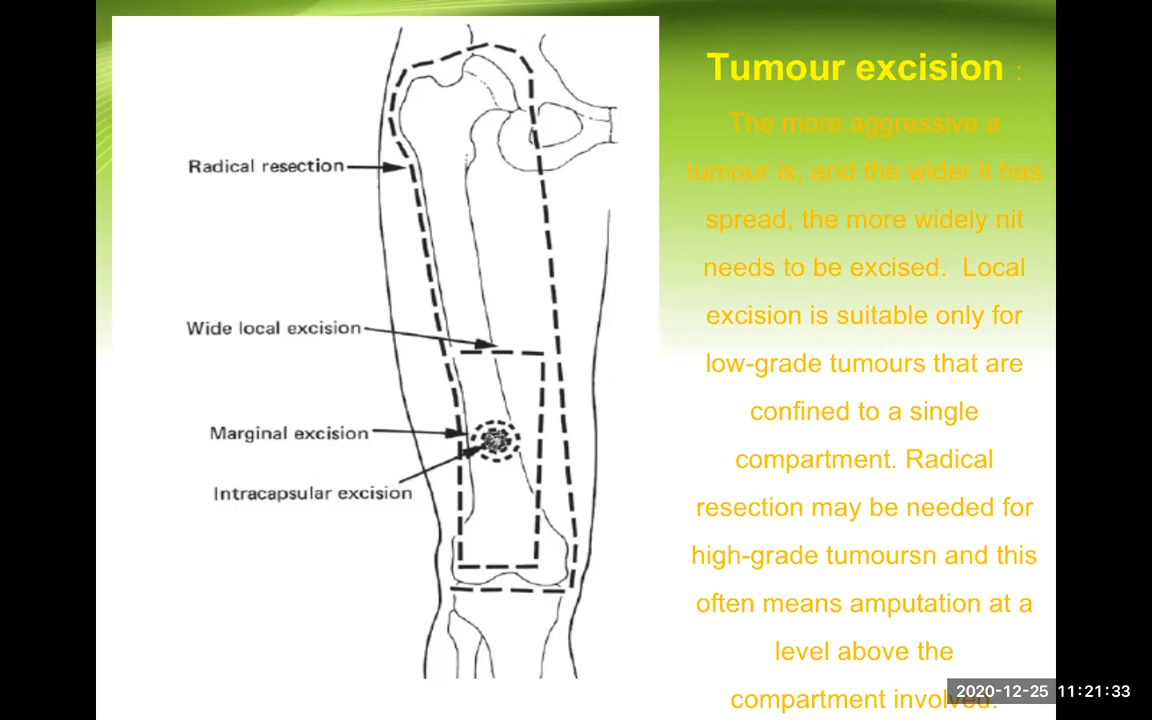 Radical resection
Wide local excision
Marginal excision
Intracapsular excision
Tumour excision :
The more aggressive a
tumour is, and the wider it has
spread, the more widely nit
needs to be excised.  Local
excision is suitable only for
low-grade tumours that are
confined to a single
compartment. Radical
resection may be needed for
high-grade tumoursn and this
often means amputation at a
level above the
compartment involved.
2020-12-25 11:21:33